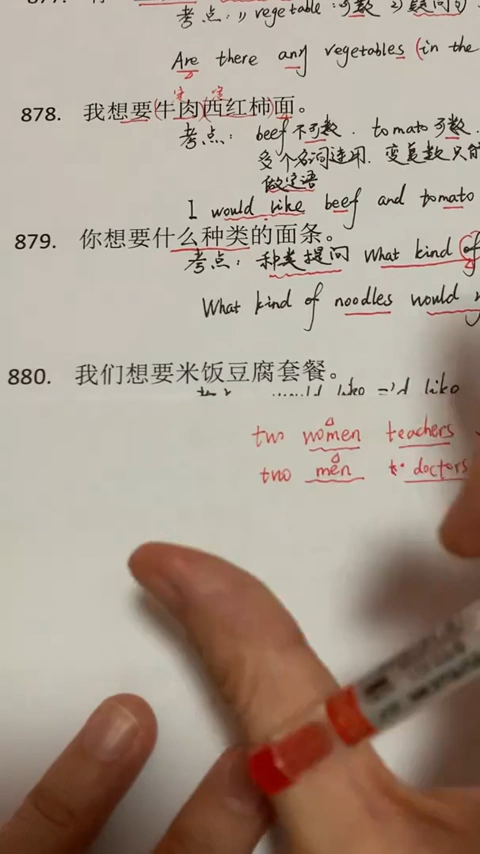 考点: 1) vegetable: 可数 2) 疑问句
Are there any vegetables (in the
878. 我想要(牛肉)(西红柿)面。
考点: beef 不可数. tomato 可数.
多个名词连用. 变复数只能
做定语
I would like beef and tomato
879. 你想要什么种类的面条。
考点: 种类提问 What kind of
What kind of noodles would
880. 我们想要米饭豆腐套餐。
would like ='d like
two women teachers
two men doctors